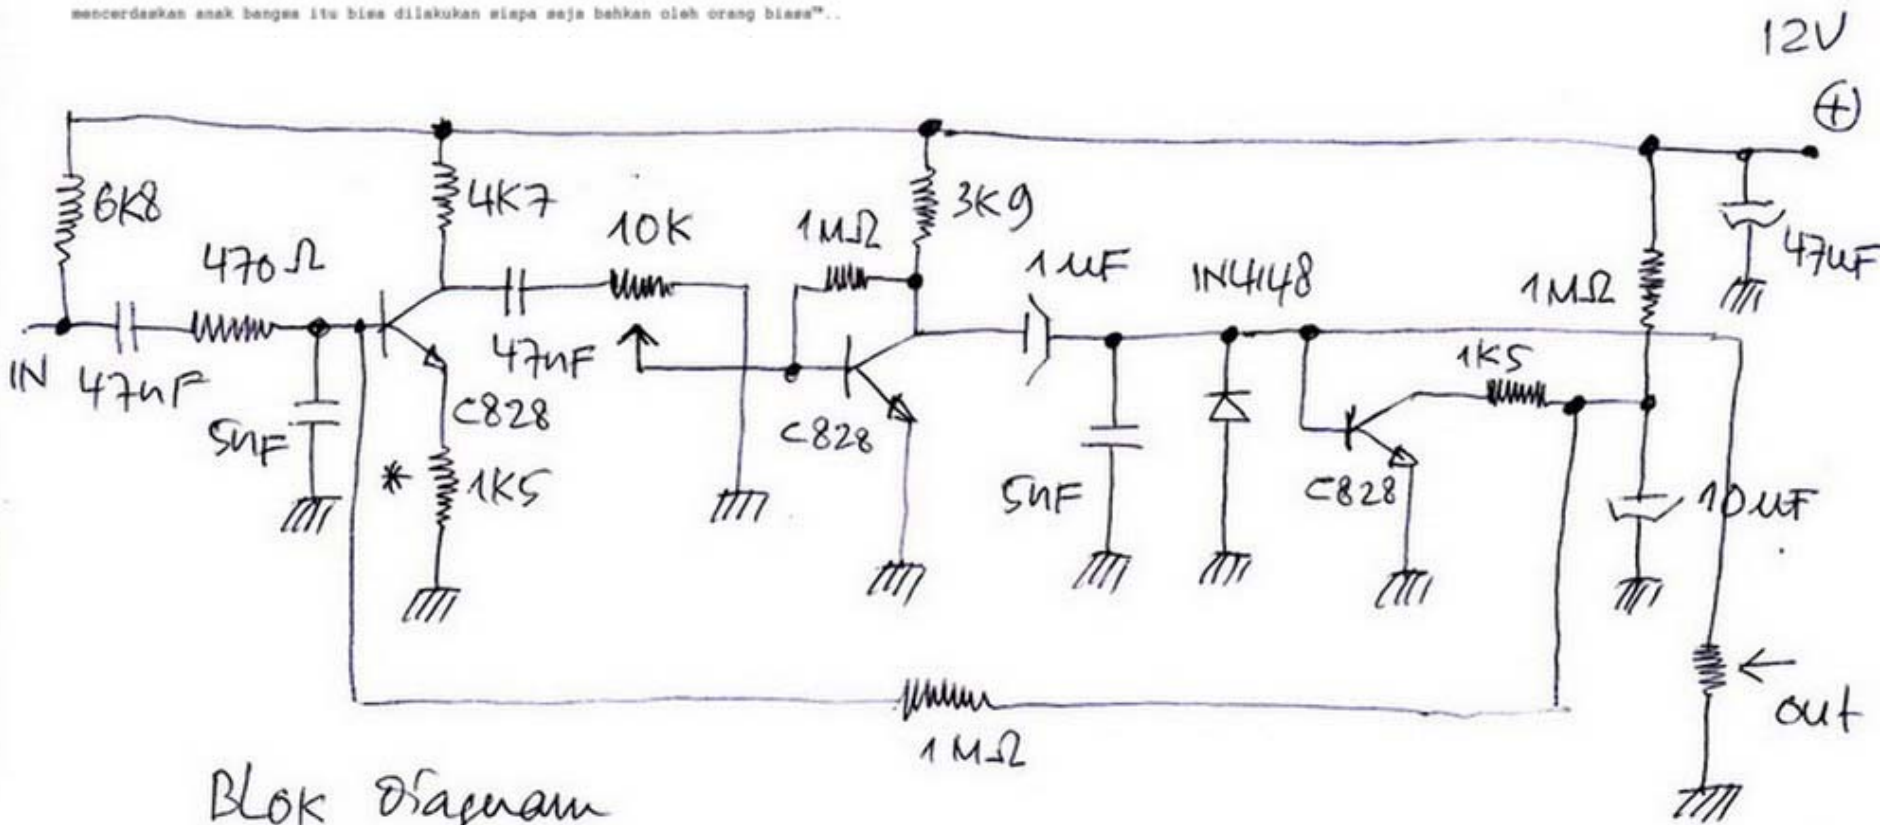 mencerdaskan anak bangsa itu bisa dilakukan siapa saja bahkan oleh orang biasa"..
12V
+
6K8
4K7
3K9
10K
1MΩ
470Ω
1uF
IN4148
1MΩ
47uF
IN
47nF
47nF
1K5
5nF
C828
C828
*
1K5
5nF
C828
10uF
out
1MΩ
Blok Diagram